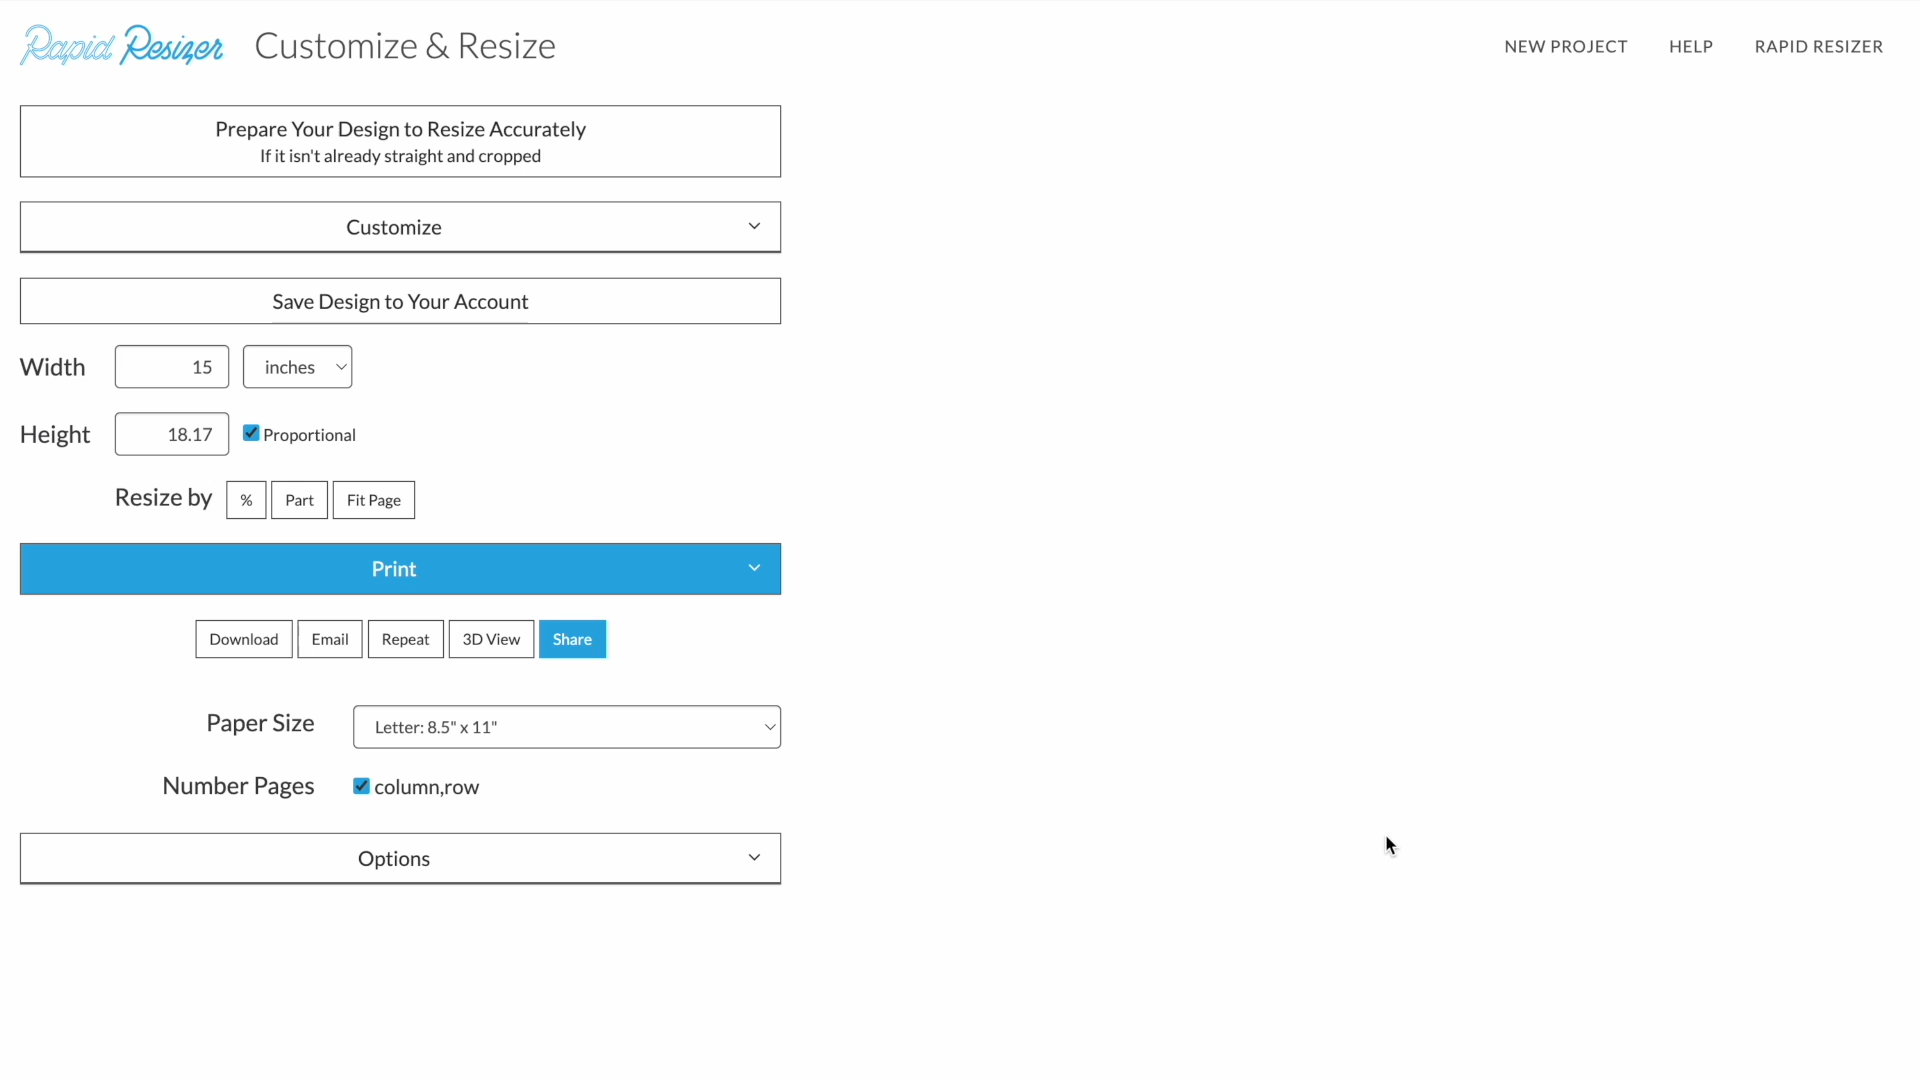 Rapid Resizer Customize & Resize
NEW PROJECT HELP RAPID RESIZER
Prepare Your Design to Resize Accurately
If it isn't already straight and cropped
Customize
Save Design to Your Account
Width 15 inches
Height 18.17 Proportional
Resize by % Part Fit Page
Print
Download Email Repeat 3D View Share
Paper Size Letter: 8.5" x 11"
Number Pages column,row
Options